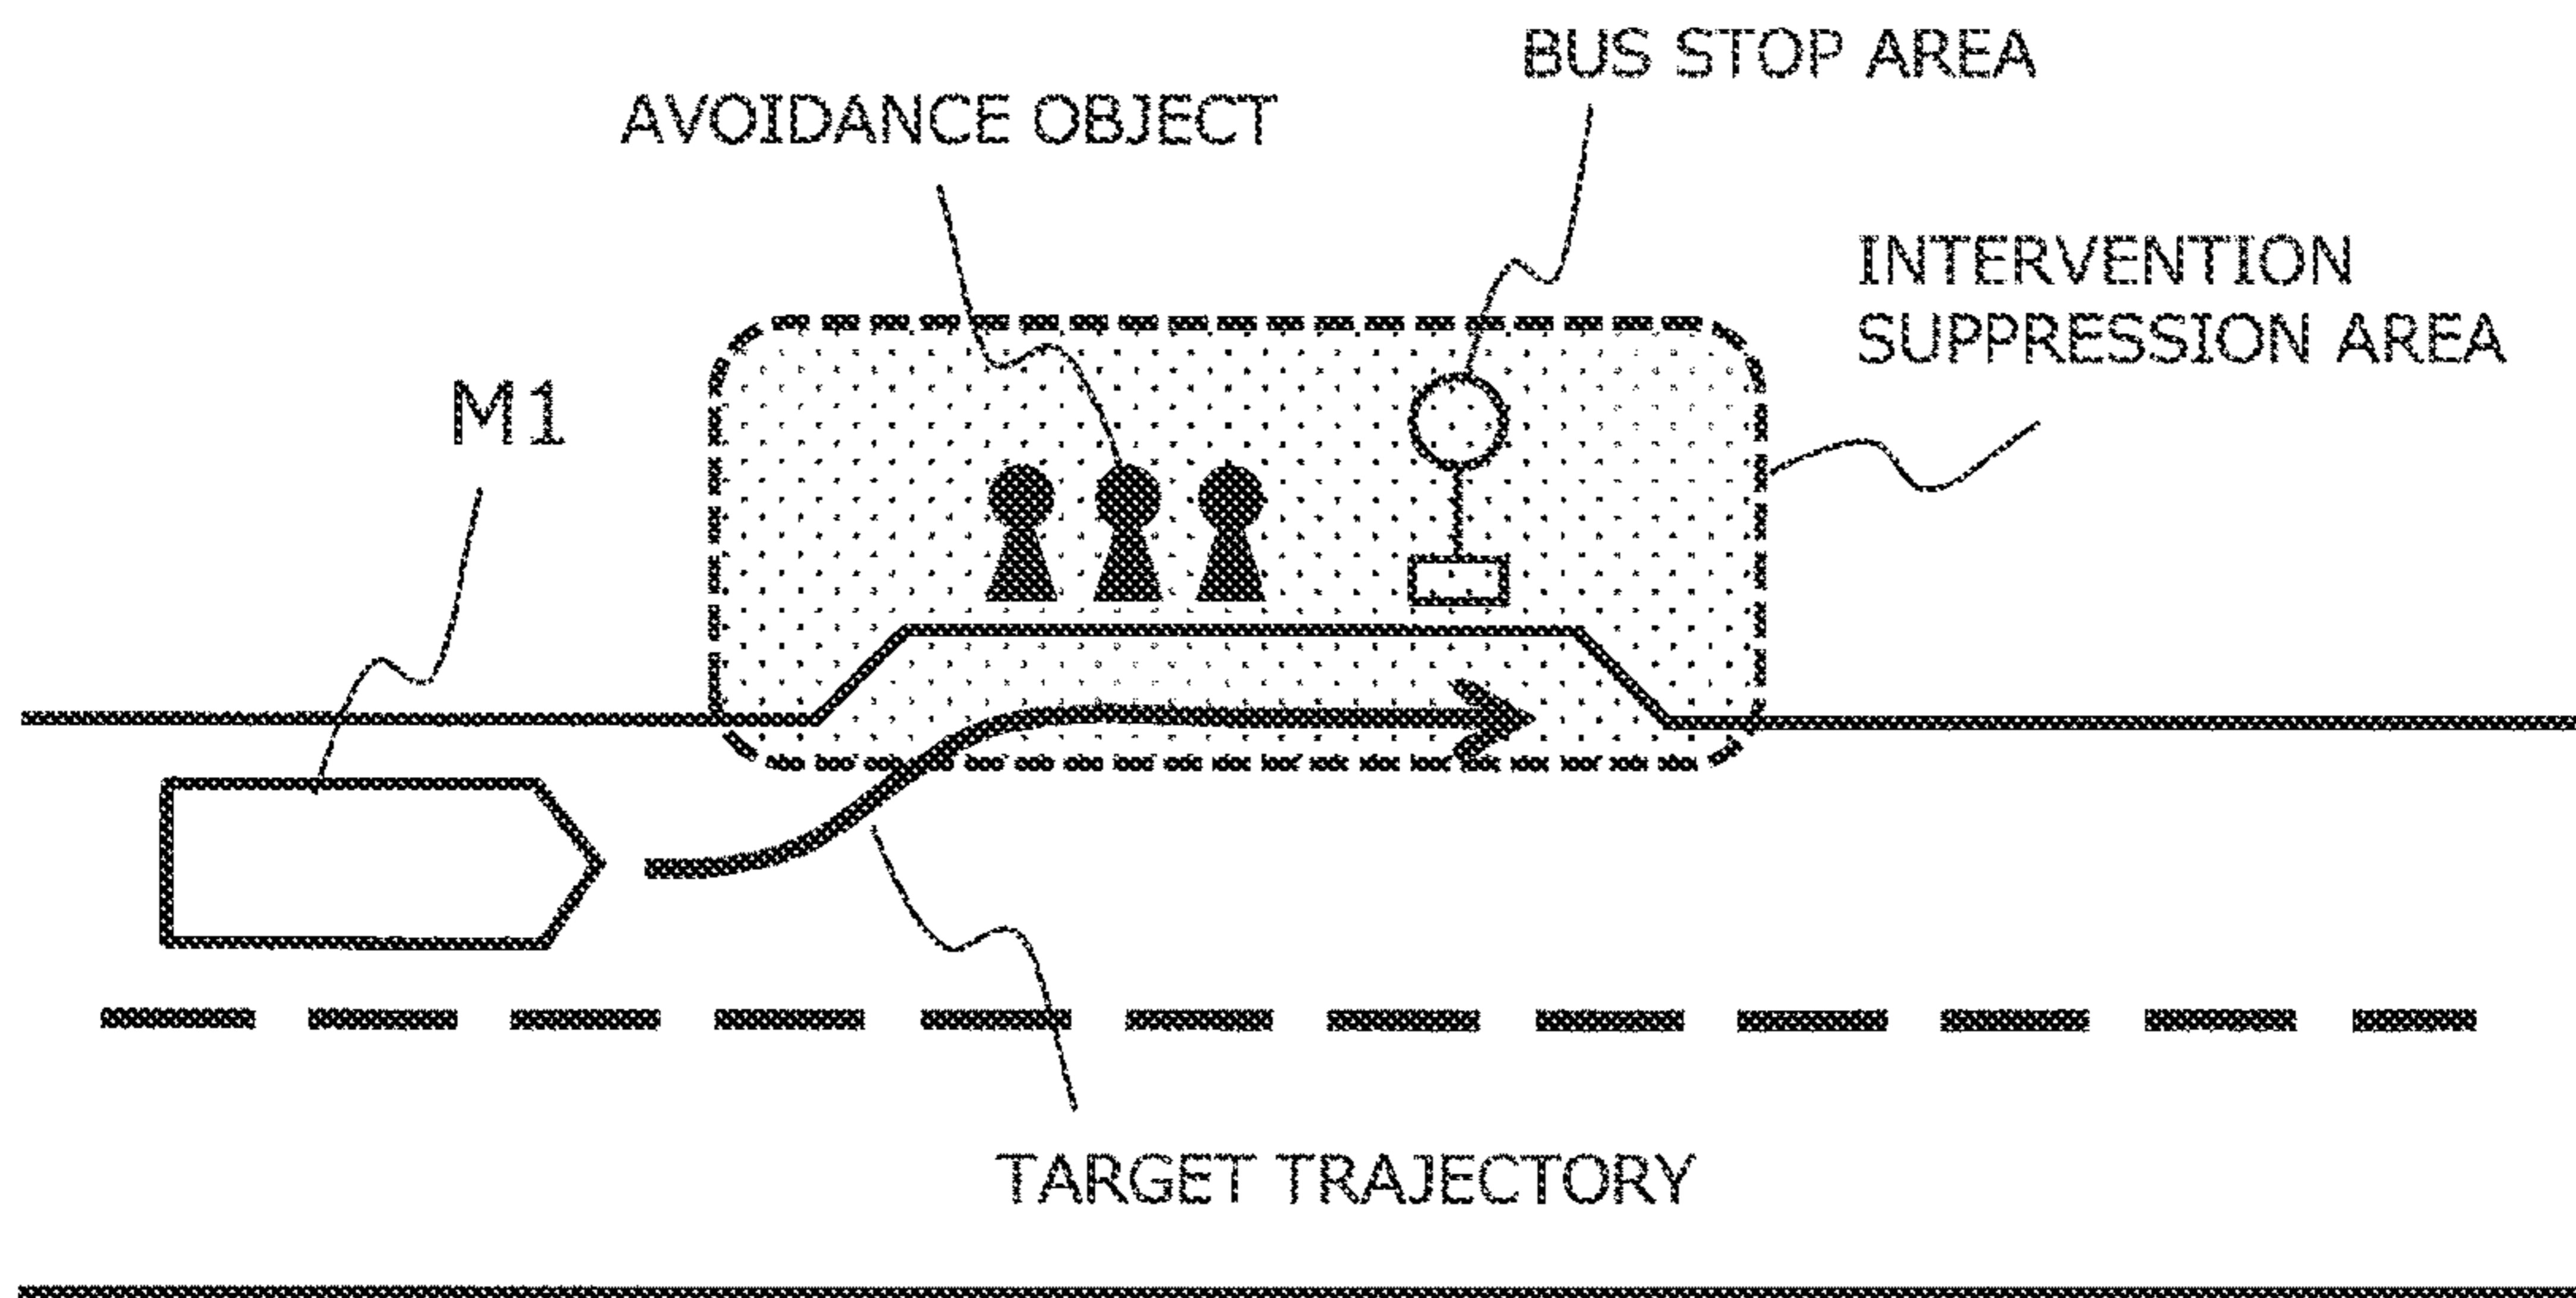 BUS STOP AREA
AVOIDANCE OBJECT
INTERVENTION
SUPPRESSION AREA
M1
TARGET TRAJECTORY